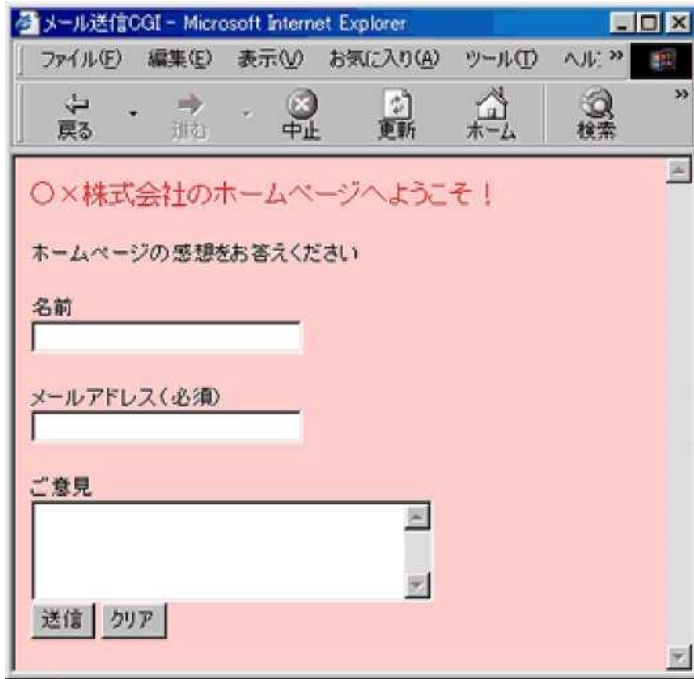 メール送信CGI - Microsoft Internet Explorer
ファイル(F) 編集(E) 表示(V) お気に入り(A) ツール(T) ヘル »
戻る 進む 中止 更新 ホーム 検索 »
〇×株式会社のホームページへようこそ！
ホームページの感想をお答えください
名前
メールアドレス(必須)
ご意見
送信 クリア